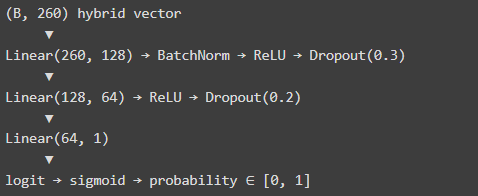 (B, 260) hybrid vector
▼
Linear(260, 128) → BatchNorm → ReLU → Dropout(0.3)
▼
Linear(128, 64) → ReLU → Dropout(0.2)
▼
Linear(64, 1)
▼
logit → sigmoid → probability ∈ [0, 1]